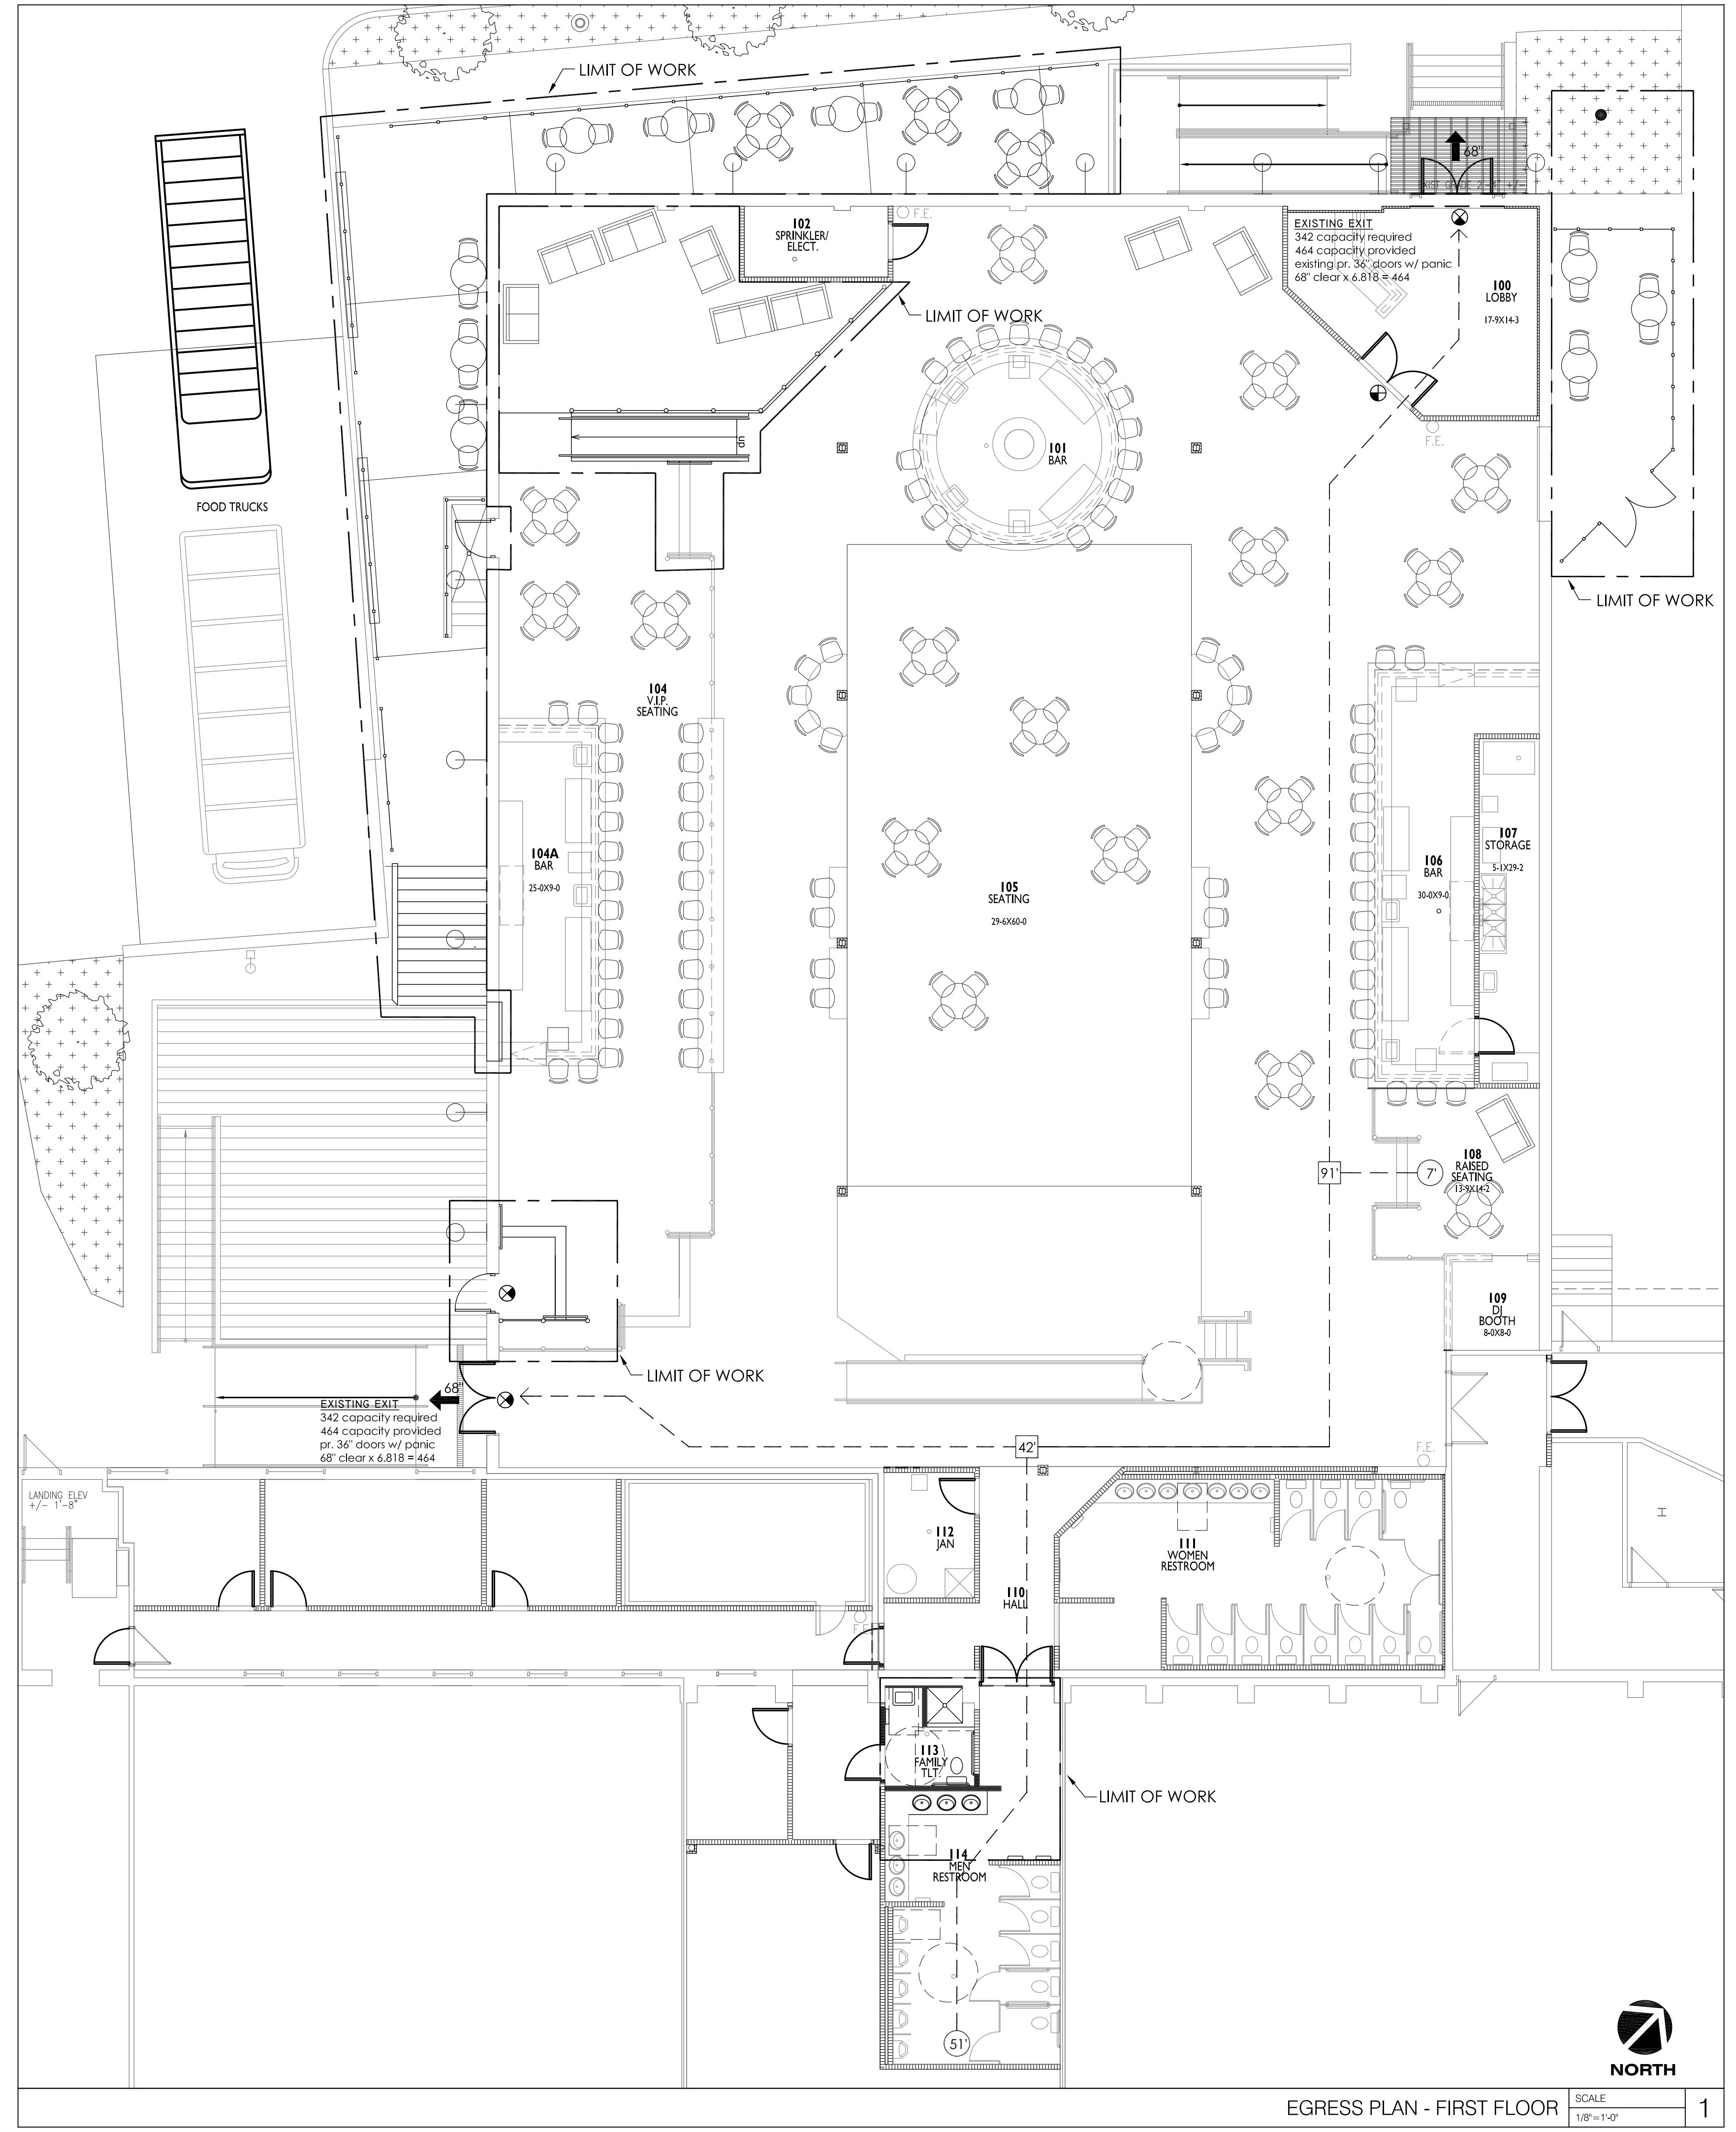 LIMIT OF WORK
68"
EXIST GRADE 2'-4" +/-
102
SPRINKLER/
ELECT.
F.E.
EXISTING EXIT
342 capacity required
464 capacity provided
existing pr. 36" doors w/ panic
68" clear x 6.818 = 464
100
LOBBY
17-9X14-3
LIMIT OF WORK
F.E.
UP
101
BAR
FOOD TRUCKS
LIMIT OF WORK
104
V.I.P.
SEATING
104A
BAR
25-0X9-0
105
SEATING
29-6X60-0
106
BAR
30-0X9-0
107
STORAGE
5-1X29-2
108
RAISED
SEATING
13-9X14-2
91'
7'
109
DJ
BOOTH
8-0X8-0
LIMIT OF WORK
68"
EXISTING EXIT
342 capacity required
464 capacity provided
pr. 36" doors w/ panic
68" clear x 6.818 = 464
42'
F.E.
LANDING ELEV
+/- 1'-8"
112
JAN
111
WOMEN
RESTROOM
110
HALL
F.E.
113
FAMILY
TLT.
LIMIT OF WORK
114
MEN
RESTROOM
51'
NORTH
EGRESS PLAN - FIRST FLOOR
SCALE
1/8"=1'-0"
1